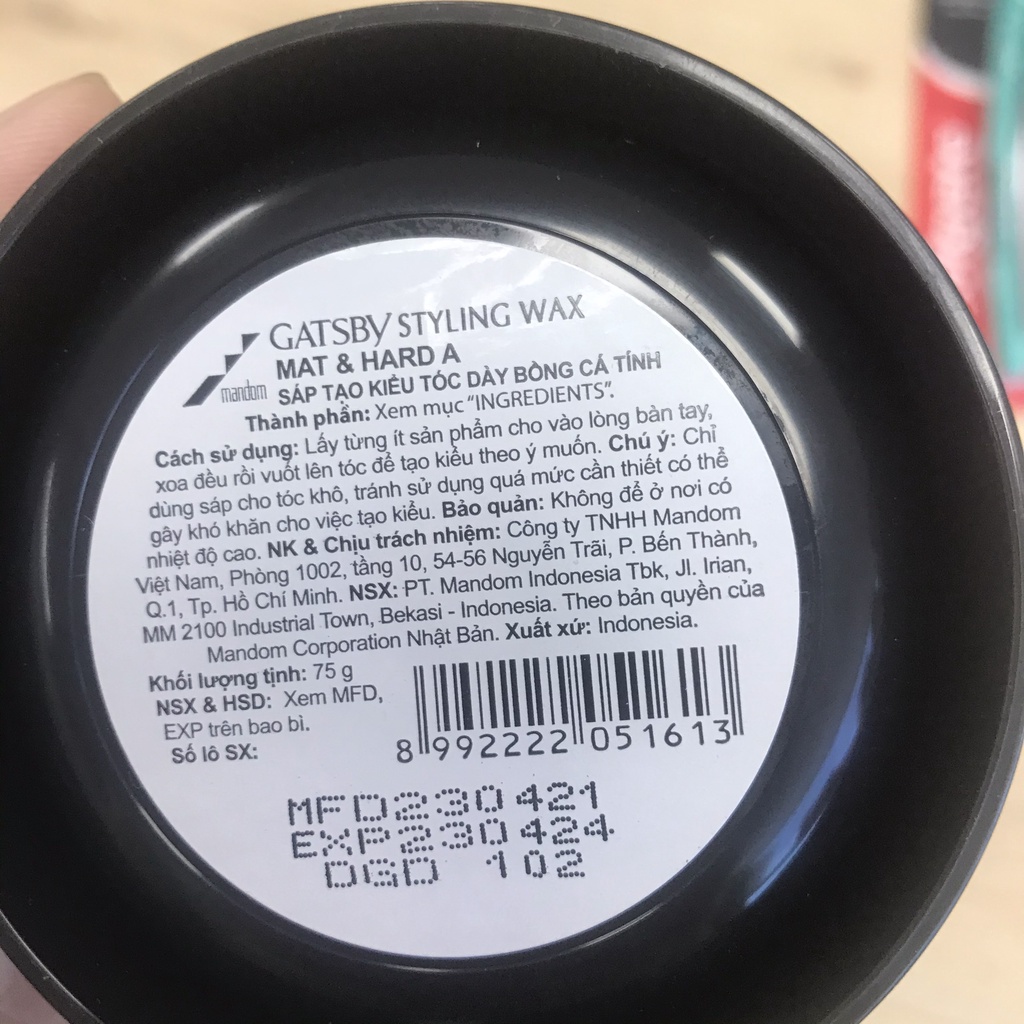 GATSBY STYLING WAX
MAT & HARD A
mandom SÁP TẠO KIỂU TÓC DÀY BỒNG CÁ TÍNH
Thành phần: Xem mục “INGREDIENTS”.
Cách sử dụng: Lấy từng ít sản phẩm cho vào lòng bàn tay,
xoa đều rồi vuốt lên tóc để tạo kiểu theo ý muốn. Chú ý: Chỉ
dùng sáp cho tóc khô, tránh sử dụng quá mức cần thiết có thể
gây khó khăn cho việc tạo kiểu. Bảo quản: Không để ở nơi có
nhiệt độ cao. NK & Chịu trách nhiệm: Công ty TNHH Mandom
Việt Nam, Phòng 1002, tầng 10, 54-56 Nguyễn Trãi, P. Bến Thành,
Q.1, Tp. Hồ Chí Minh. NSX: PT. Mandom Indonesia Tbk, Jl. Irian,
MM 2100 Industrial Town, Bekasi - Indonesia. Theo bản quyền của
Mandom Corporation Nhật Bản. Xuất xứ: Indonesia.
Khối lượng tịnh: 75 g
NSX & HSD: Xem MFD,
EXP trên bao bì.
Số lô SX:
8 992222 051613
MFD230421
EXP230424
DGD 102